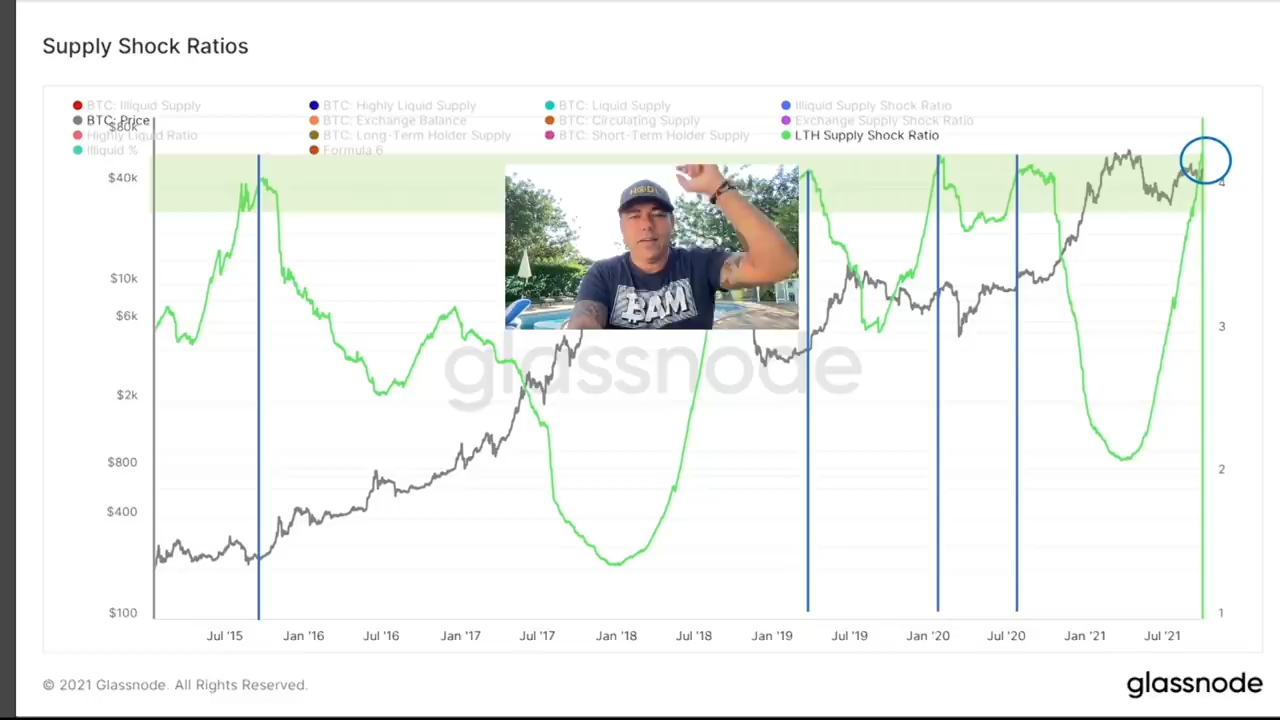 Supply Shock Ratios
BTC: Illiquid Supply BTC: Highly Liquid Supply BTC: Liquid Supply Illiquid Supply Shock Ratio
BTC: Price BTC: Exchange Balance BTC: Circulating Supply Exchange Supply Shock Ratio
$80k
Highly Liquid Ratio BTC: Long-Term Holder Supply BTC: Short-Term Holder Supply LTH Supply Shock Ratio
Illiquid % Formula 6
$40k
4
HODL
BAM
$10k
$6k
3
glassnode
$2k
$800
2
$400
$100
1
Jul '15 Jan '16 Jul '16 Jan '17 Jul '17 Jan '18 Jul '18 Jan '19 Jul '19 Jan '20 Jul '20 Jan '21 Jul '21
© 2021 Glassnode. All Rights Reserved.
glassnode